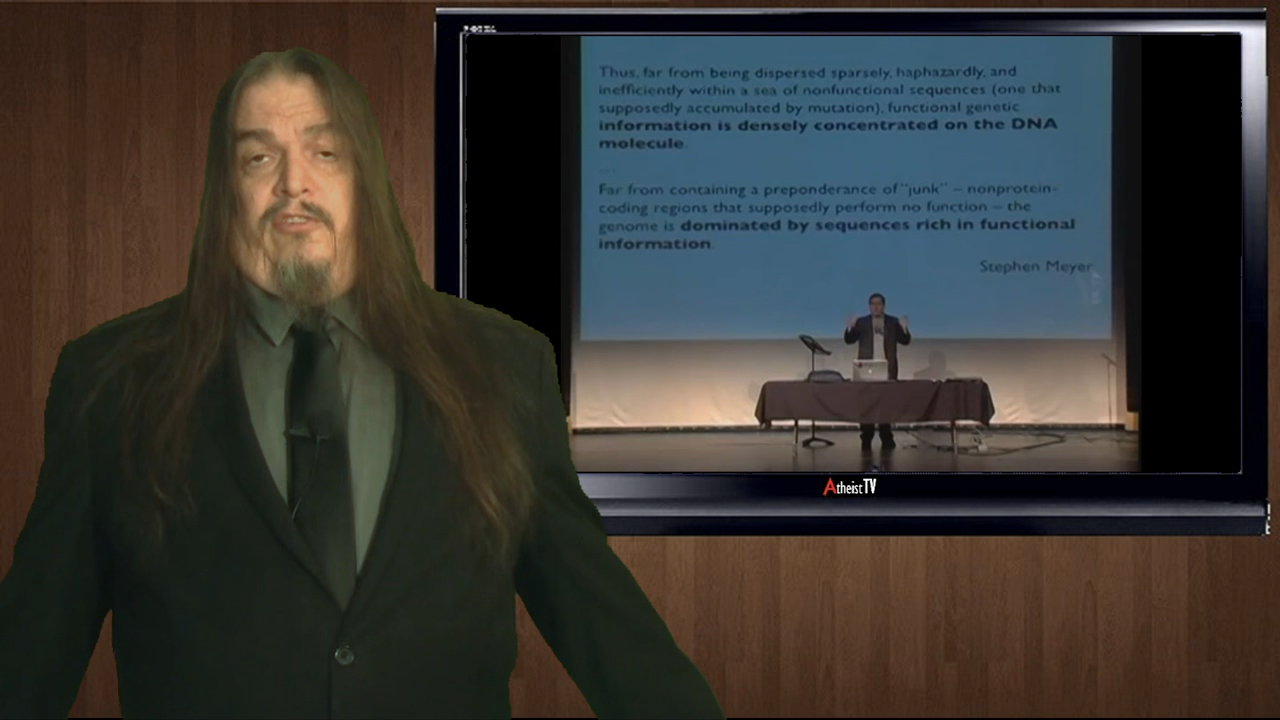 Thus, far from being dispersed sparsely, haphazardly, and
inefficiently within a sea of nonfunctional sequences (one that
supposedly accumulated by mutation), functional genetic
information is densely concentrated on the DNA
molecule.
...
Far from containing a preponderance of "junk" – nonprotein-
coding regions that supposedly perform no function – the
genome is dominated by sequences rich in functional
information.
Stephen Meyer
AtheistTV